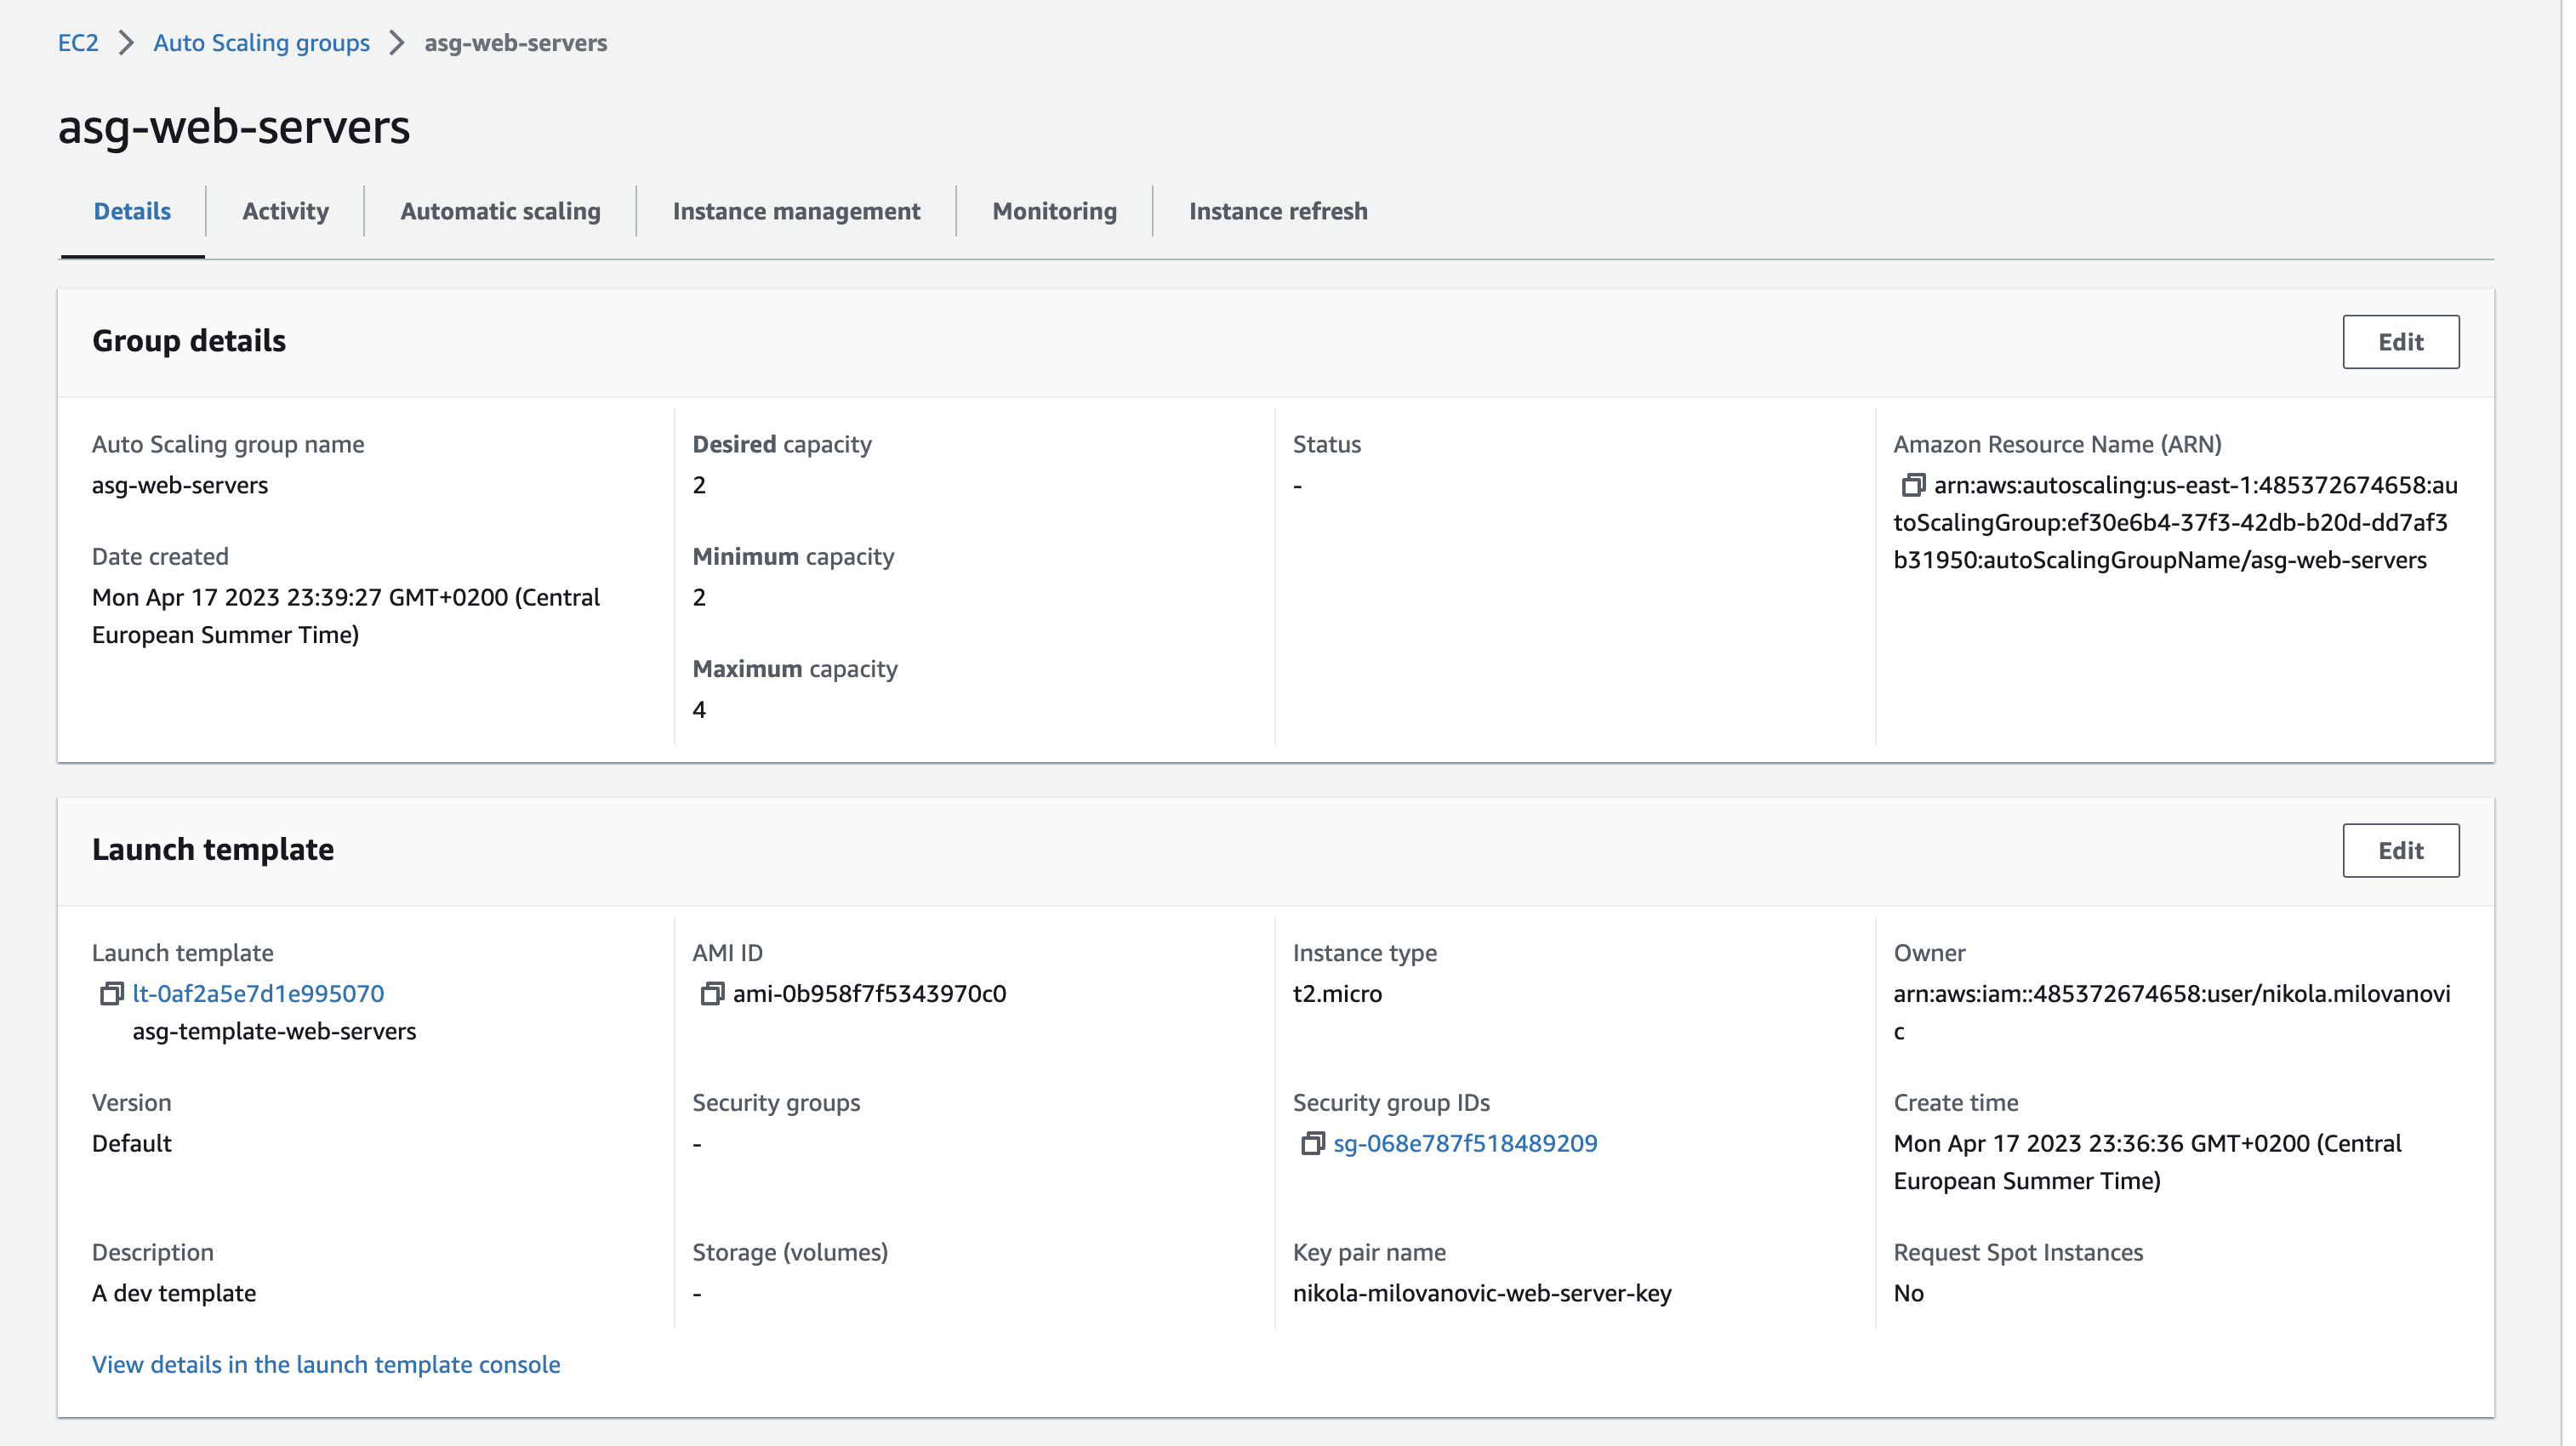 EC2 > Auto Scaling groups > asg-web-servers
asg-web-servers
Details
Activity
Automatic scaling
Instance management
Monitoring
Instance refresh
Group details
Edit
Auto Scaling group name
asg-web-servers
Date created
Mon Apr 17 2023 23:39:27 GMT+0200 (Central
European Summer Time)
Desired capacity
2
Minimum capacity
2
Maximum capacity
4
Status
-
Amazon Resource Name (ARN)
arn:aws:autoscaling:us-east-1:485372674658:au
toScalingGroup:ef30e6b4-37f3-42db-b20d-dd7af3
b31950:autoScalingGroupName/asg-web-servers
Launch template
Edit
Launch template
lt-0af2a5e7d1e995070
asg-template-web-servers
AMI ID
ami-0b958f7f5343970c0
Instance type
t2.micro
Owner
arn:aws:iam::485372674658:user/nikola.milovanovi
c
Version
Default
Security groups
-
Security group IDs
sg-068e787f518489209
Create time
Mon Apr 17 2023 23:36:36 GMT+0200 (Central
European Summer Time)
Description
A dev template
Storage (volumes)
-
Key pair name
nikola-milovanovic-web-server-key
Request Spot Instances
No
View details in the launch template console